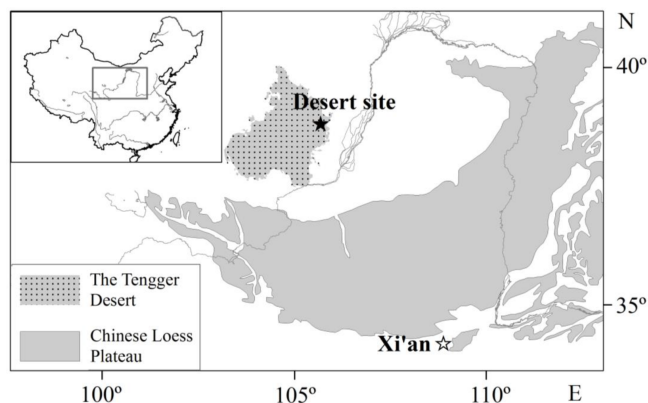 N
40º
Desert site
The Tengger
Desert
Chinese Loess
Plateau
35º
Xi'an
100º
105º
110º
E